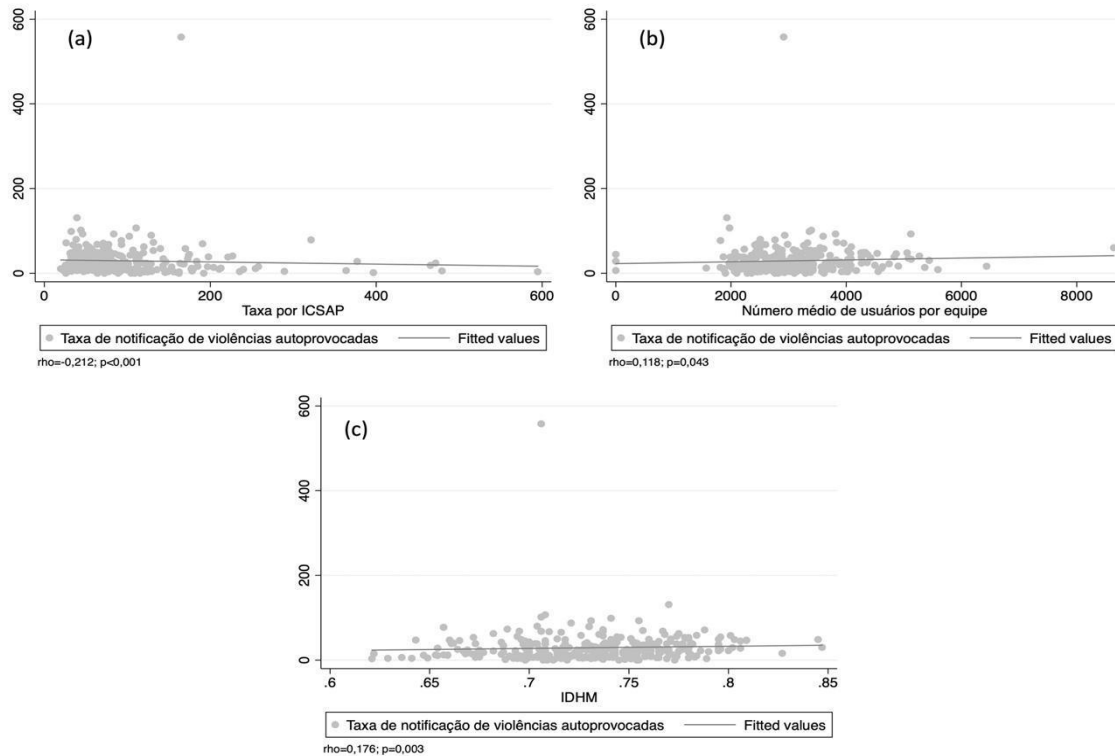 (a)
600
400
200
0
0 200 400 600
Taxa por ICSAP
Taxa de notificação de violências autoprovocadas Fitted values
rho=-0,212; p<0,001
(b)
600
400
200
0
0 2000 4000 6000 8000
Número médio de usuários por equipe
Taxa de notificação de violências autoprovocadas Fitted values
rho=0,118; p=0,043
(c)
600
400
200
0
.6 .65 .7 .75 .8 .85
IDHM
Taxa de notificação de violências autoprovocadas Fitted values
rho=0,176; p=0,003